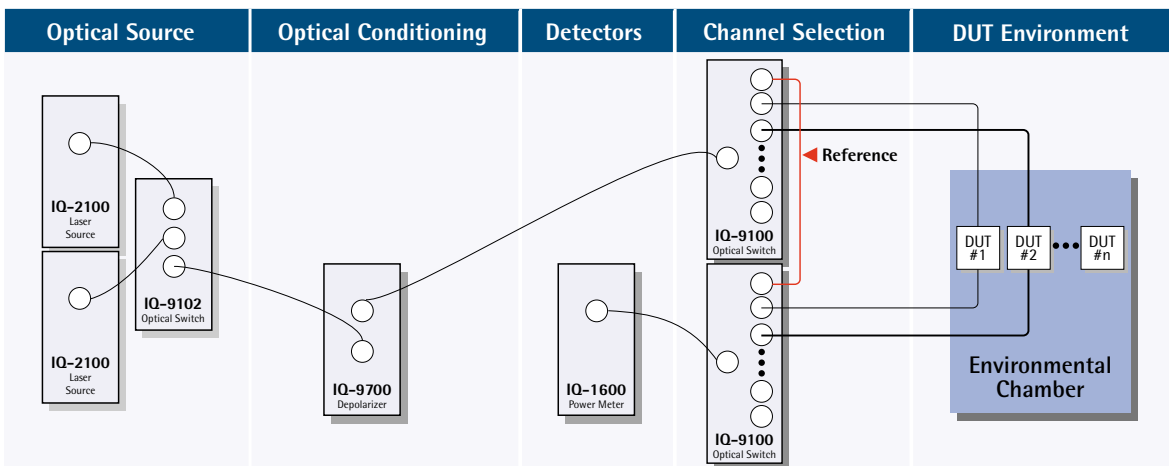 Optical Source
Optical Conditioning
Detectors
Channel Selection
DUT Environment
IQ-2100
Laser
Source
IQ-9102
Optical Switch
IQ-2100
Laser
Source
IQ-9700
Depolarizer
IQ-1600
Power Meter
IQ-9100
Optical Switch
Reference
IQ-9100
Optical Switch
DUT
#1
DUT
#2
DUT
#n
Environmental
Chamber